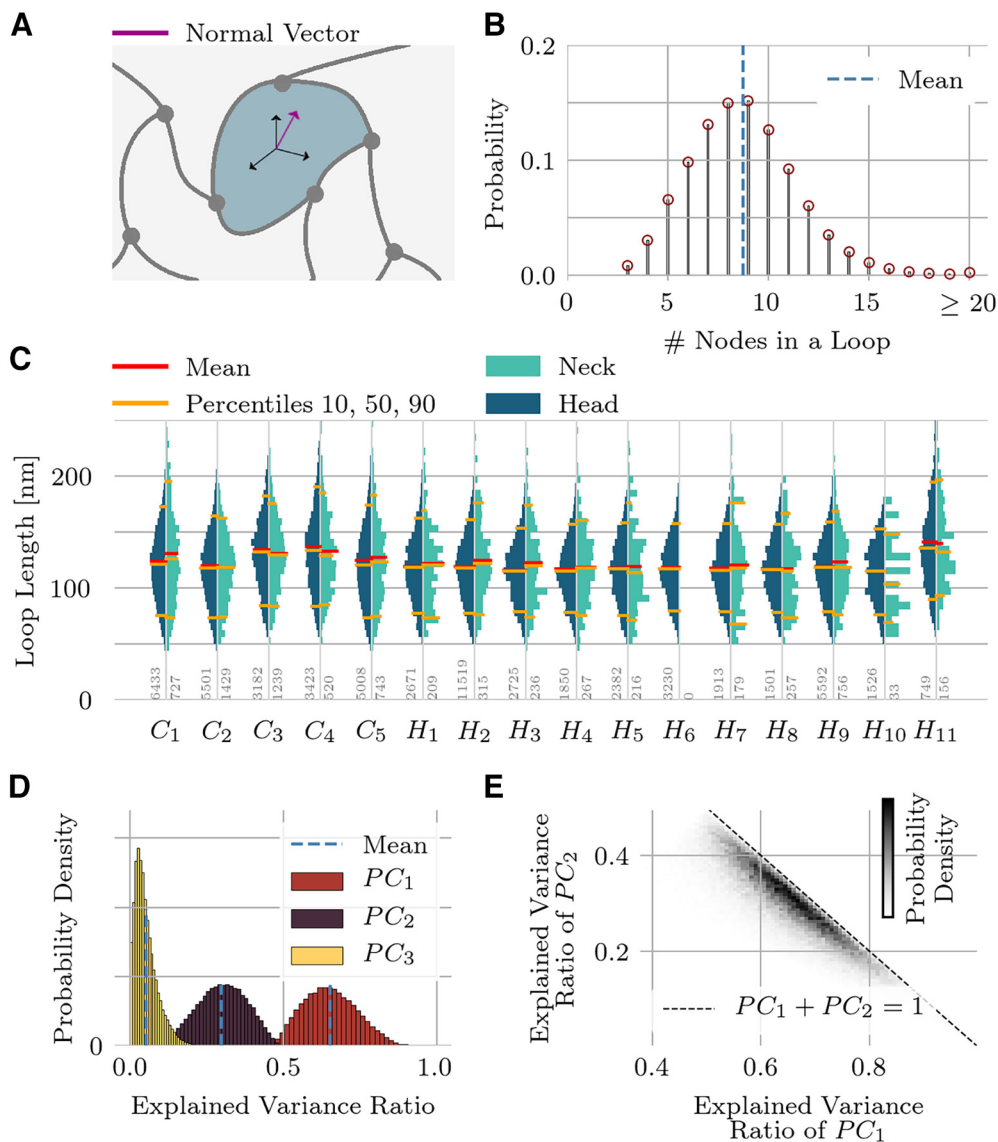 A
Normal Vector
B
0.2
0.1
0.0
Probability
Mean
0
5
10
15
≥ 20
# Nodes in a Loop
C
Mean
Percentiles 10, 50, 90
Neck
Head
Loop Length [nm]
200
100
0
6433
727
5501
1429
3182
1239
3423
520
5008
743
2671
209
11519
315
2725
236
1850
267
2382
216
3230
0
1913
179
1501
257
5592
756
1526
33
749
156
C1 C2 C3 C4 C5 H1 H2 H3 H4 H5 H6 H7 H8 H9 H10 H11
D
Probability Density
0
Mean
PC1
PC2
PC3
0.0
0.5
1.0
Explained Variance Ratio
E
Explained Variance
Ratio of PC2
0.4
0.2
Probability
Density
PC1 + PC2 = 1
0.4
0.6
0.8
Explained Variance
Ratio of PC1